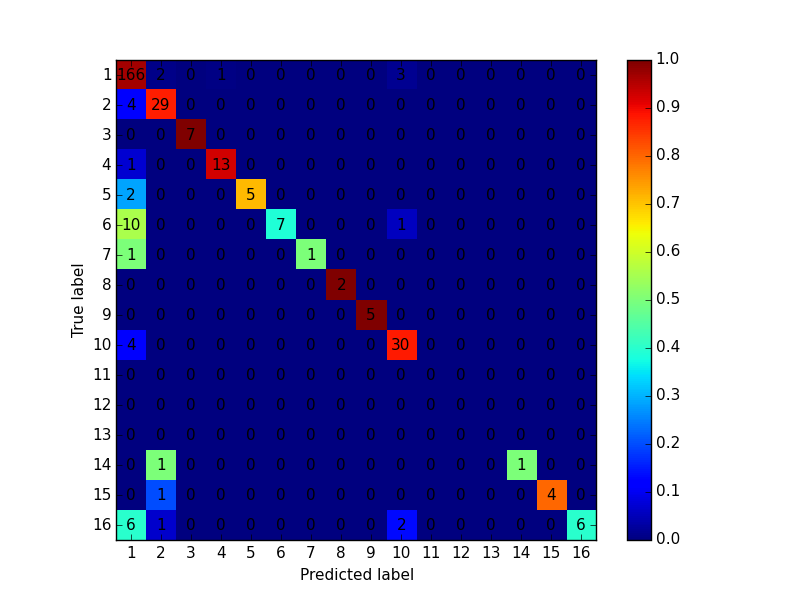 1 166 2 0 1 0 0 0 0 0 3 0 0 0 0 0 0
2 4 29 0 0 0 0 0 0 0 0 0 0 0 0 0 0
3 0 0 7 0 0 0 0 0 0 0 0 0 0 0 0 0
4 1 0 0 13 0 0 0 0 0 0 0 0 0 0 0 0
5 2 0 0 0 5 0 0 0 0 0 0 0 0 0 0 0
6 10 0 0 0 0 7 0 0 0 1 0 0 0 0 0 0
7 1 0 0 0 0 0 1 0 0 0 0 0 0 0 0 0
8 0 0 0 0 0 0 0 2 0 0 0 0 0 0 0 0
9 0 0 0 0 0 0 0 0 5 0 0 0 0 0 0 0
10 4 0 0 0 0 0 0 0 0 30 0 0 0 0 0 0
11 0 0 0 0 0 0 0 0 0 0 0 0 0 0 0 0
12 0 0 0 0 0 0 0 0 0 0 0 0 0 0 0 0
13 0 0 0 0 0 0 0 0 0 0 0 0 0 0 0 0
14 0 1 0 0 0 0 0 0 0 0 0 0 0 1 0 0
15 0 1 0 0 0 0 0 0 0 0 0 0 0 0 4 0
16 6 1 0 0 0 0 0 0 0 2 0 0 0 0 0 6
1 2 3 4 5 6 7 8 9 10 11 12 13 14 15 16
Predicted label
True label
1.0
0.9
0.8
0.7
0.6
0.5
0.4
0.3
0.2
0.1
0.0